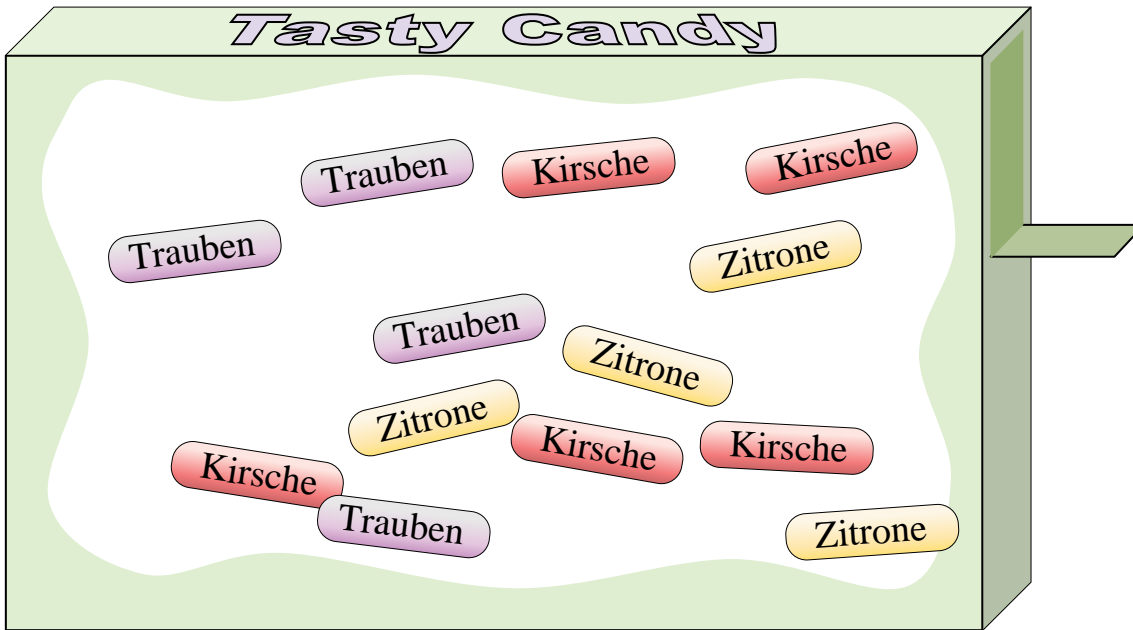 Tasty Candy
Trauben
Kirsche
Kirsche
Trauben
Zitrone
Trauben
Zitrone
Zitrone
Kirsche
Kirsche
Kirsche
Trauben
Zitrone